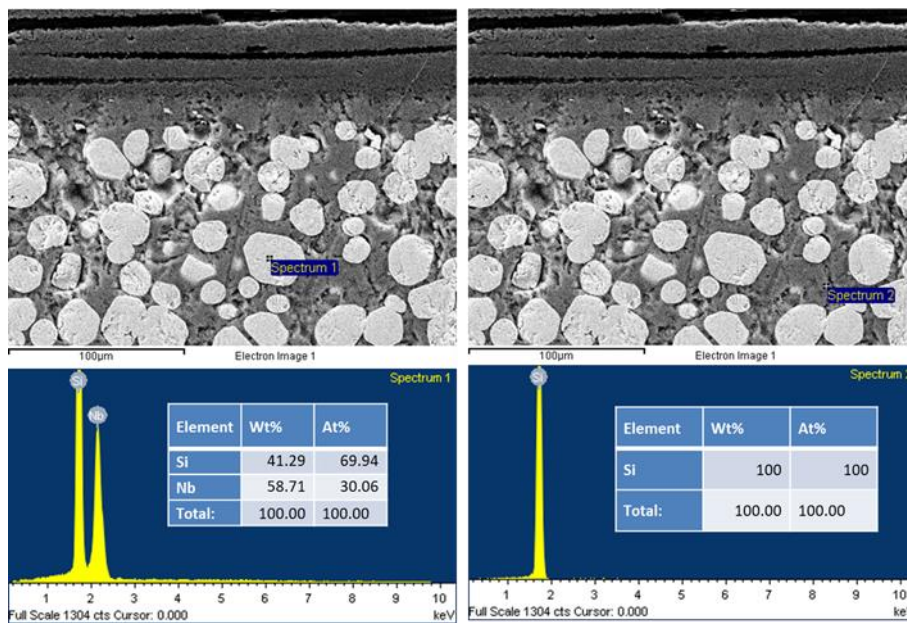 Spectrum 1
100µm Electron Image 1
Spectrum 2
100µm Electron Image 1
Spectrum 1
Si
Nb
Element Wt% At%
Si 41.29 69.94
Nb 58.71 30.06
Total: 100.00 100.00
1 2 3 4 5 6 7 8 9 10
Full Scale 1304 cts Cursor: 0.000 keV
Spectrum 2
Si
Element Wt% At%
Si 100 100
Total: 100.00 100.00
1 2 3 4 5 6 7 8 9 10
Full Scale 1304 cts Cursor: 0.000 ke